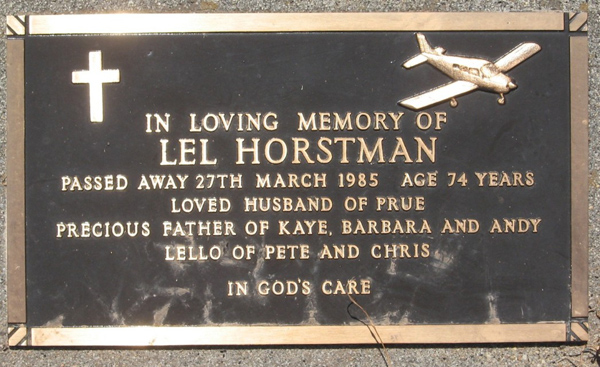 IN LOVING MEMORY OF
LEL HORSTMAN
PASSED AWAY 27TH MARCH 1985 AGE 74 YEARS
LOVED HUSBAND OF PRUE
PRECIOUS FATHER OF KAYE, BARBARA AND ANDY
LELLO OF PETE AND CHRIS
IN GOD'S CARE